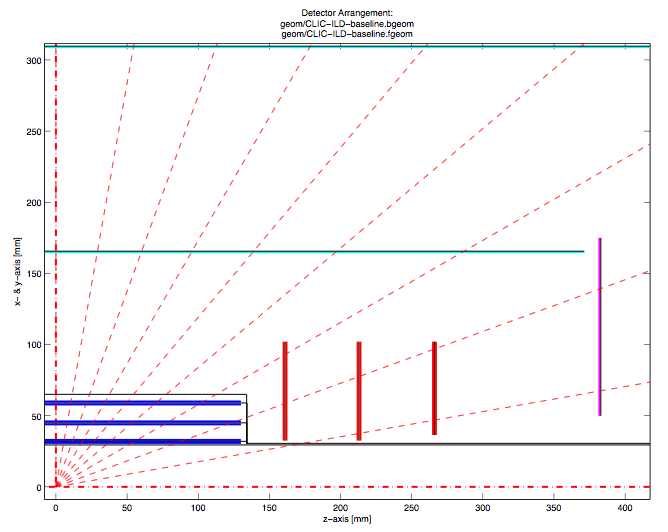 Detector Arrangement:
geom/CLIC-ILD-baseline.bgeom
geom/CLIC-ILD-baseline.fgeom
x- & y-axis [mm]
300
250
200
150
100
50
0
0 50 100 150 200 250 300 350 400
z-axis [mm]